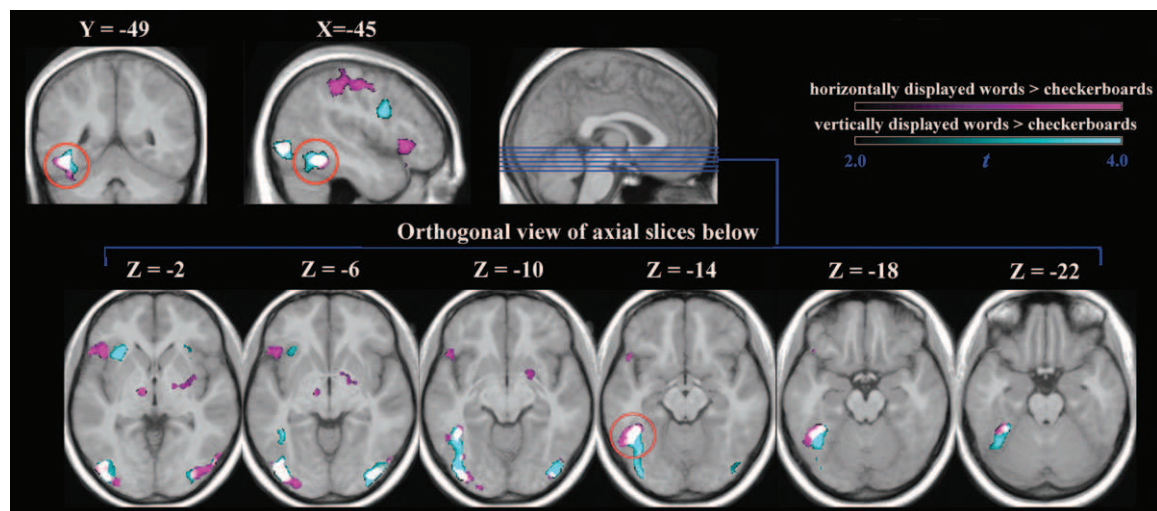 Y = -49
X=-45
horizontally displayed words > checkerboards
vertically displayed words > checkerboards
2.0 t 4.0
Orthogonal view of axial slices below
Z = -2
Z = -6
Z = -10
Z = -14
Z = -18
Z = -22